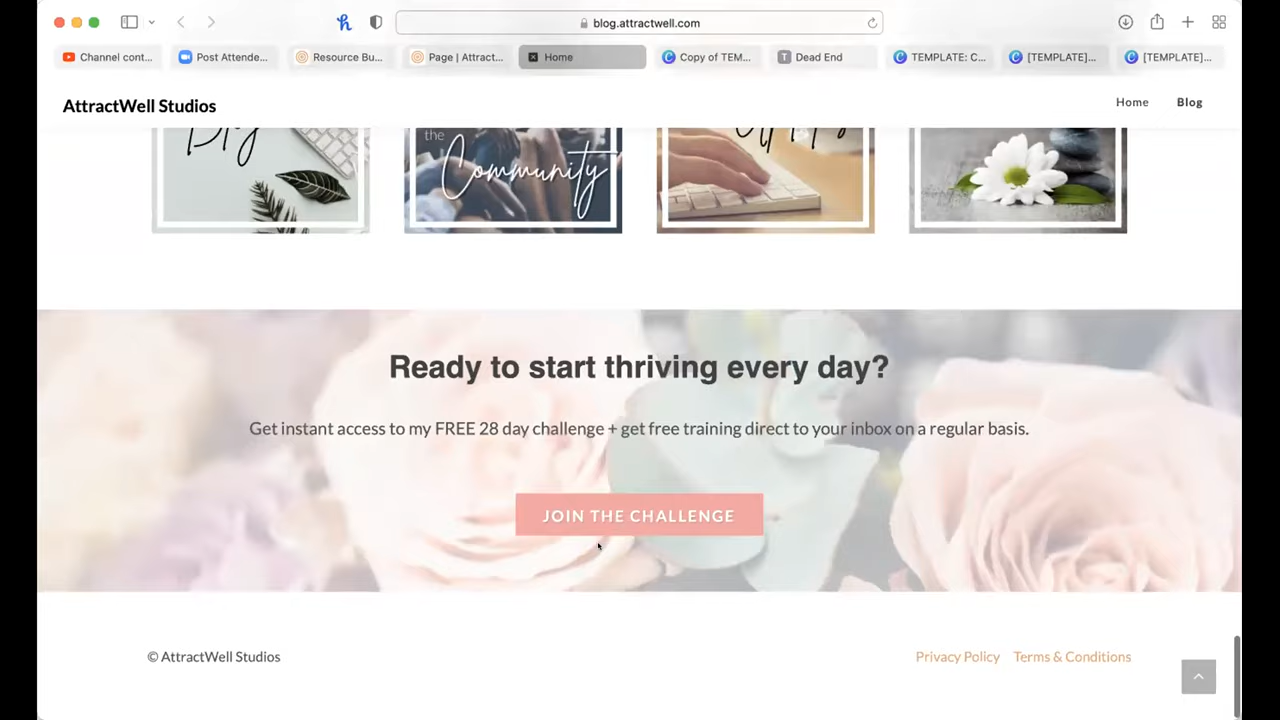 blog.attractwell.com
Channel cont...
Post Attende...
Resource Bu...
Page | Attract...
Home
Copy of TEM...
Dead End
TEMPLATE: C...
[TEMPLATE]...
[TEMPLATE]...
AttractWell Studios
Home
Blog
the
Community
Ready to start thriving every day?
Get instant access to my FREE 28 day challenge + get free training direct to your inbox on a regular basis.
JOIN THE CHALLENGE
© AttractWell Studios
Privacy Policy
Terms & Conditions